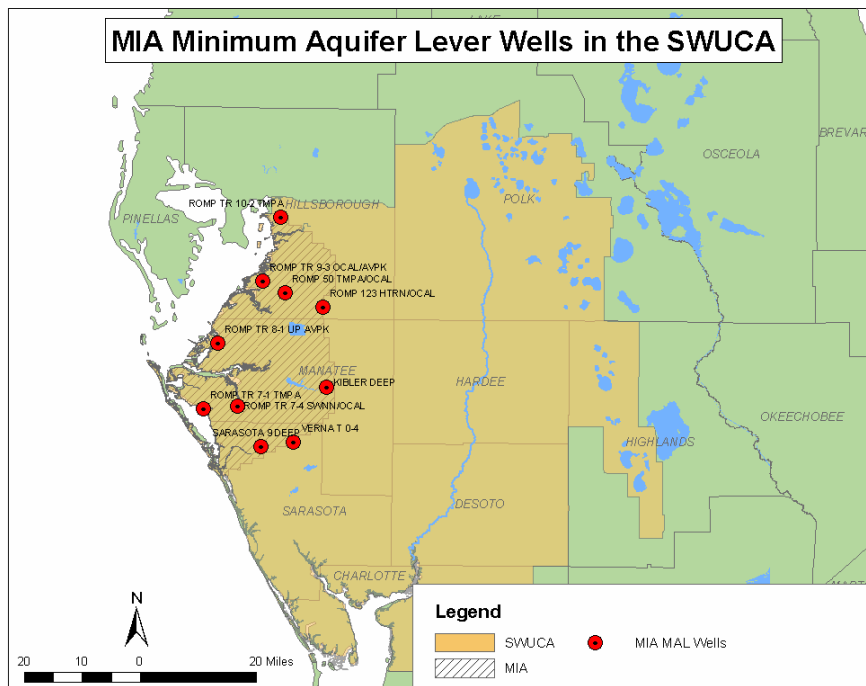 MIA Minimum Aquifer Lever Wells in the SWUCA
LAKE
BREVAR
OSCEOLA
POLK
ROMP TR 10-2 TMPA
HILLSBOROUGH
PINELLAS
ROMP TR 9-3 OCAL/AVPK
ROMP 50 TMPA/OCAL
ROMP 123 HTRN/OCAL
ROMP TR 8-1 UP AVPK
MANATEE
KIBLER DEEP
HARDEE
ROMP TR 7-1 TMPA
ROMP TR 7-4 SWNN/OCAL
OKEECHOBEE
SARASOTA 9 DEEP
VERNA T 0-4
HIGHLANDS
SARASOTA
DESOTO
CHARLOTTE
MART
N
20 10 0 20 Miles
Legend
SWUCA
MIA MAL Wells
MIA